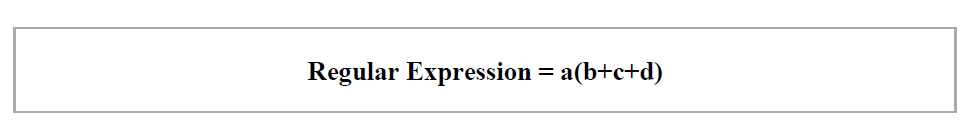 Regular Expression = a(b+c+d)